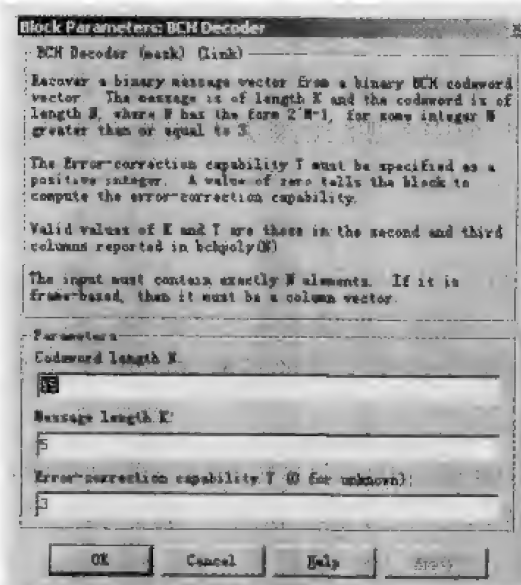 Block Parameters: BCH Decoder
BCH Decoder (mask) (link)
Recover a binary message vector from a binary BCH codeword
vector. The message is of length K and the codeword is of
length N, where N has the form 2^M-1, for some integer M
greater than or equal to 3.
The Error-correction capability T must be specified as a
positive integer. A value of zero tells the block to
compute the error-correction capability.
Valid values of K and T are those in the second and third
columns reported in bchpoly(N)
The input must contain exactly N elements. If it is
frame-based, then it must be a column vector.
Parameters
Codeword length N:
15
Message length K:
5
Error-correction capability T (0 for unknown):
3
OK
Cancel
Help
Apply